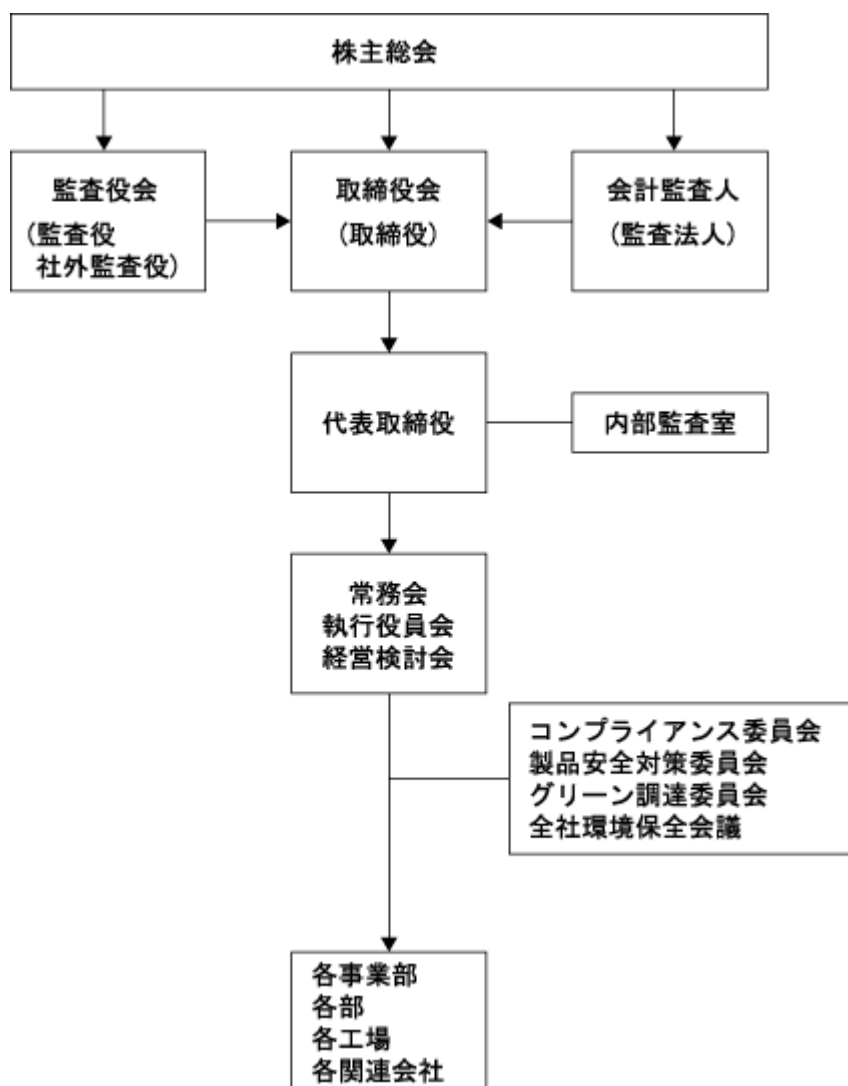 株主総会
監査役会
(監査役
社外監査役)
取締役会
(取締役)
会計監査人
(監査法人)
代表取締役
内部監査室
常務会
執行役員会
経営検討会
コンプライアンス委員会
製品安全対策委員会
グリーン調達委員会
全社環境保全会議
各事業部
各部
各工場
各関連会社